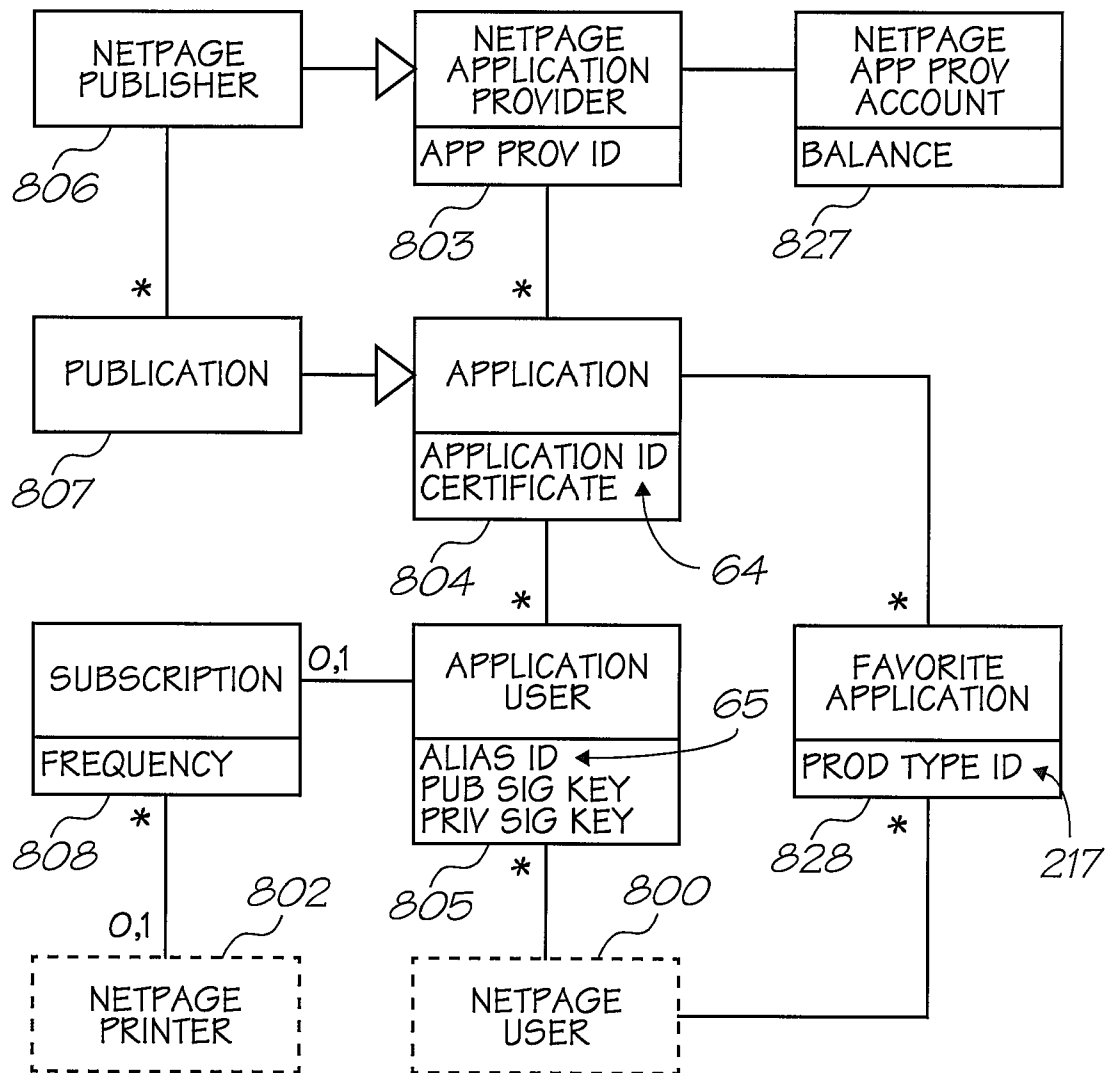 NETPAGE
PUBLISHER
806
NETPAGE
APPLICATION
PROVIDER
APP PROV ID
803
NETPAGE
APP PROV
ACCOUNT
BALANCE
827
*
*
PUBLICATION
807
APPLICATION
APPLICATION ID
CERTIFICATE
64
804
*
*
SUBSCRIPTION
0,1
FREQUENCY
808
*
APPLICATION
USER
65
ALIAS ID
PUB SIG KEY
PRIV SIG KEY
805
*
FAVORITE
APPLICATION
PROD TYPE ID
828
*
217
0,1
802
NETPAGE
PRINTER
800
NETPAGE
USER